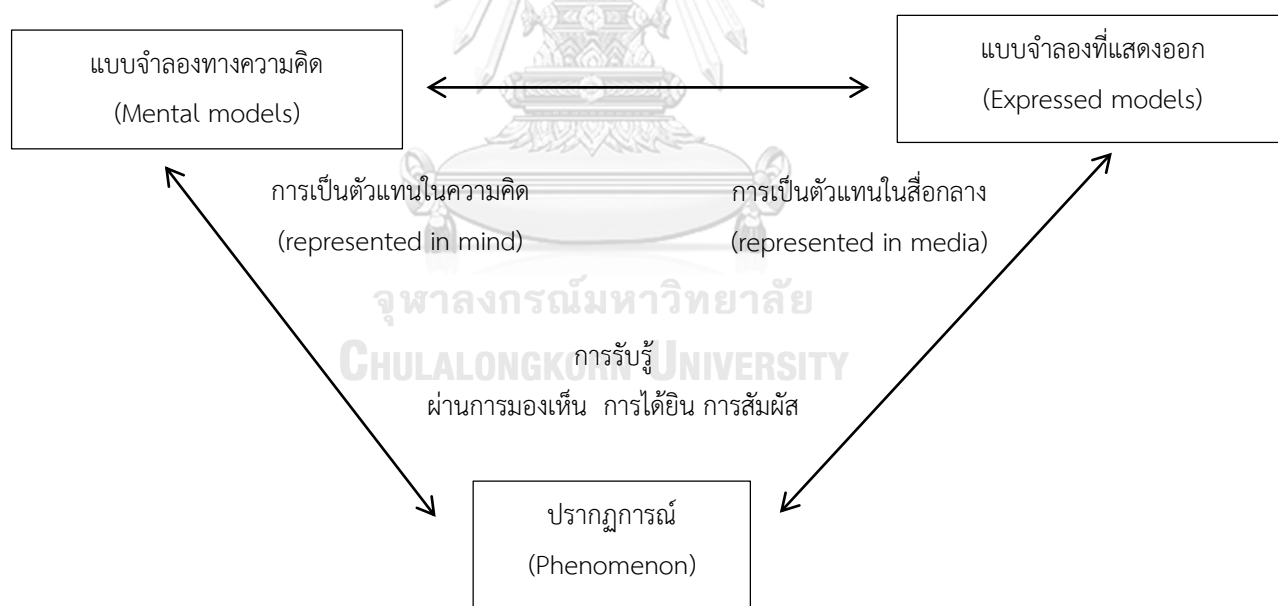 แบบจำลองทางความคิด
(Mental models)
แบบจำลองที่แสดงออก
(Expressed models)
การเป็นตัวแทนในความคิด
(represented in mind)
การเป็นตัวแทนในสื่อกลาง
(represented in media)
จุฬาลงกรณ์มหาวิทยาลัย
CHULALONGKORN UNIVERSITY
การรับรู้
ผ่านการมองเห็น การได้ยิน การสัมผัส
ปรากฏการณ์
(Phenomenon)